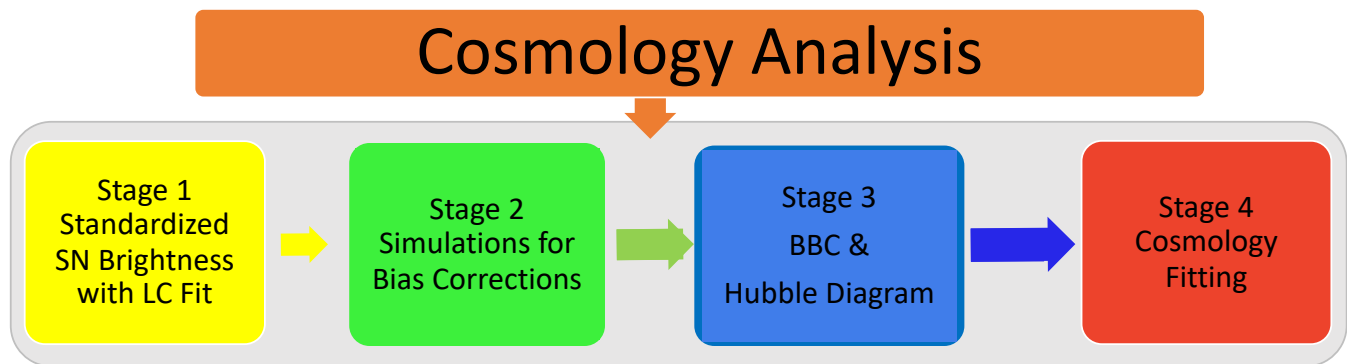 Cosmology Analysis
Stage 1
Standardized
SN Brightness
with LC Fit
Stage 2
Simulations for
Bias Corrections
Stage 3
BBC &
Hubble Diagram
Stage 4
Cosmology
Fitting